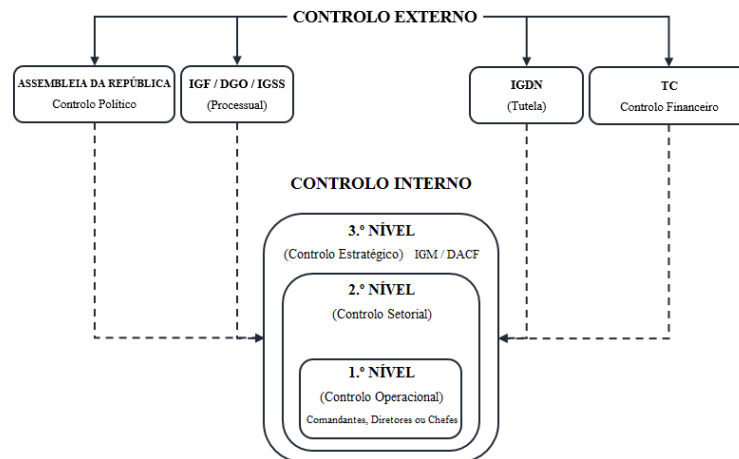 CONTROLO EXTERNO
ASSEMBLEIA DA REPÚBLICA
Controlo Político
IGF / DGO / IGSS
(Processual)
IGDN
(Tutela)
TC
Controlo Financeiro
CONTROLO INTERNO
3.º NÍVEL
(Controlo Estratégico) IGM / DACF
2.º NÍVEL
(Controlo Setorial)
1.º NÍVEL
(Controlo Operacional)
Comandantes, Diretores ou Chefes